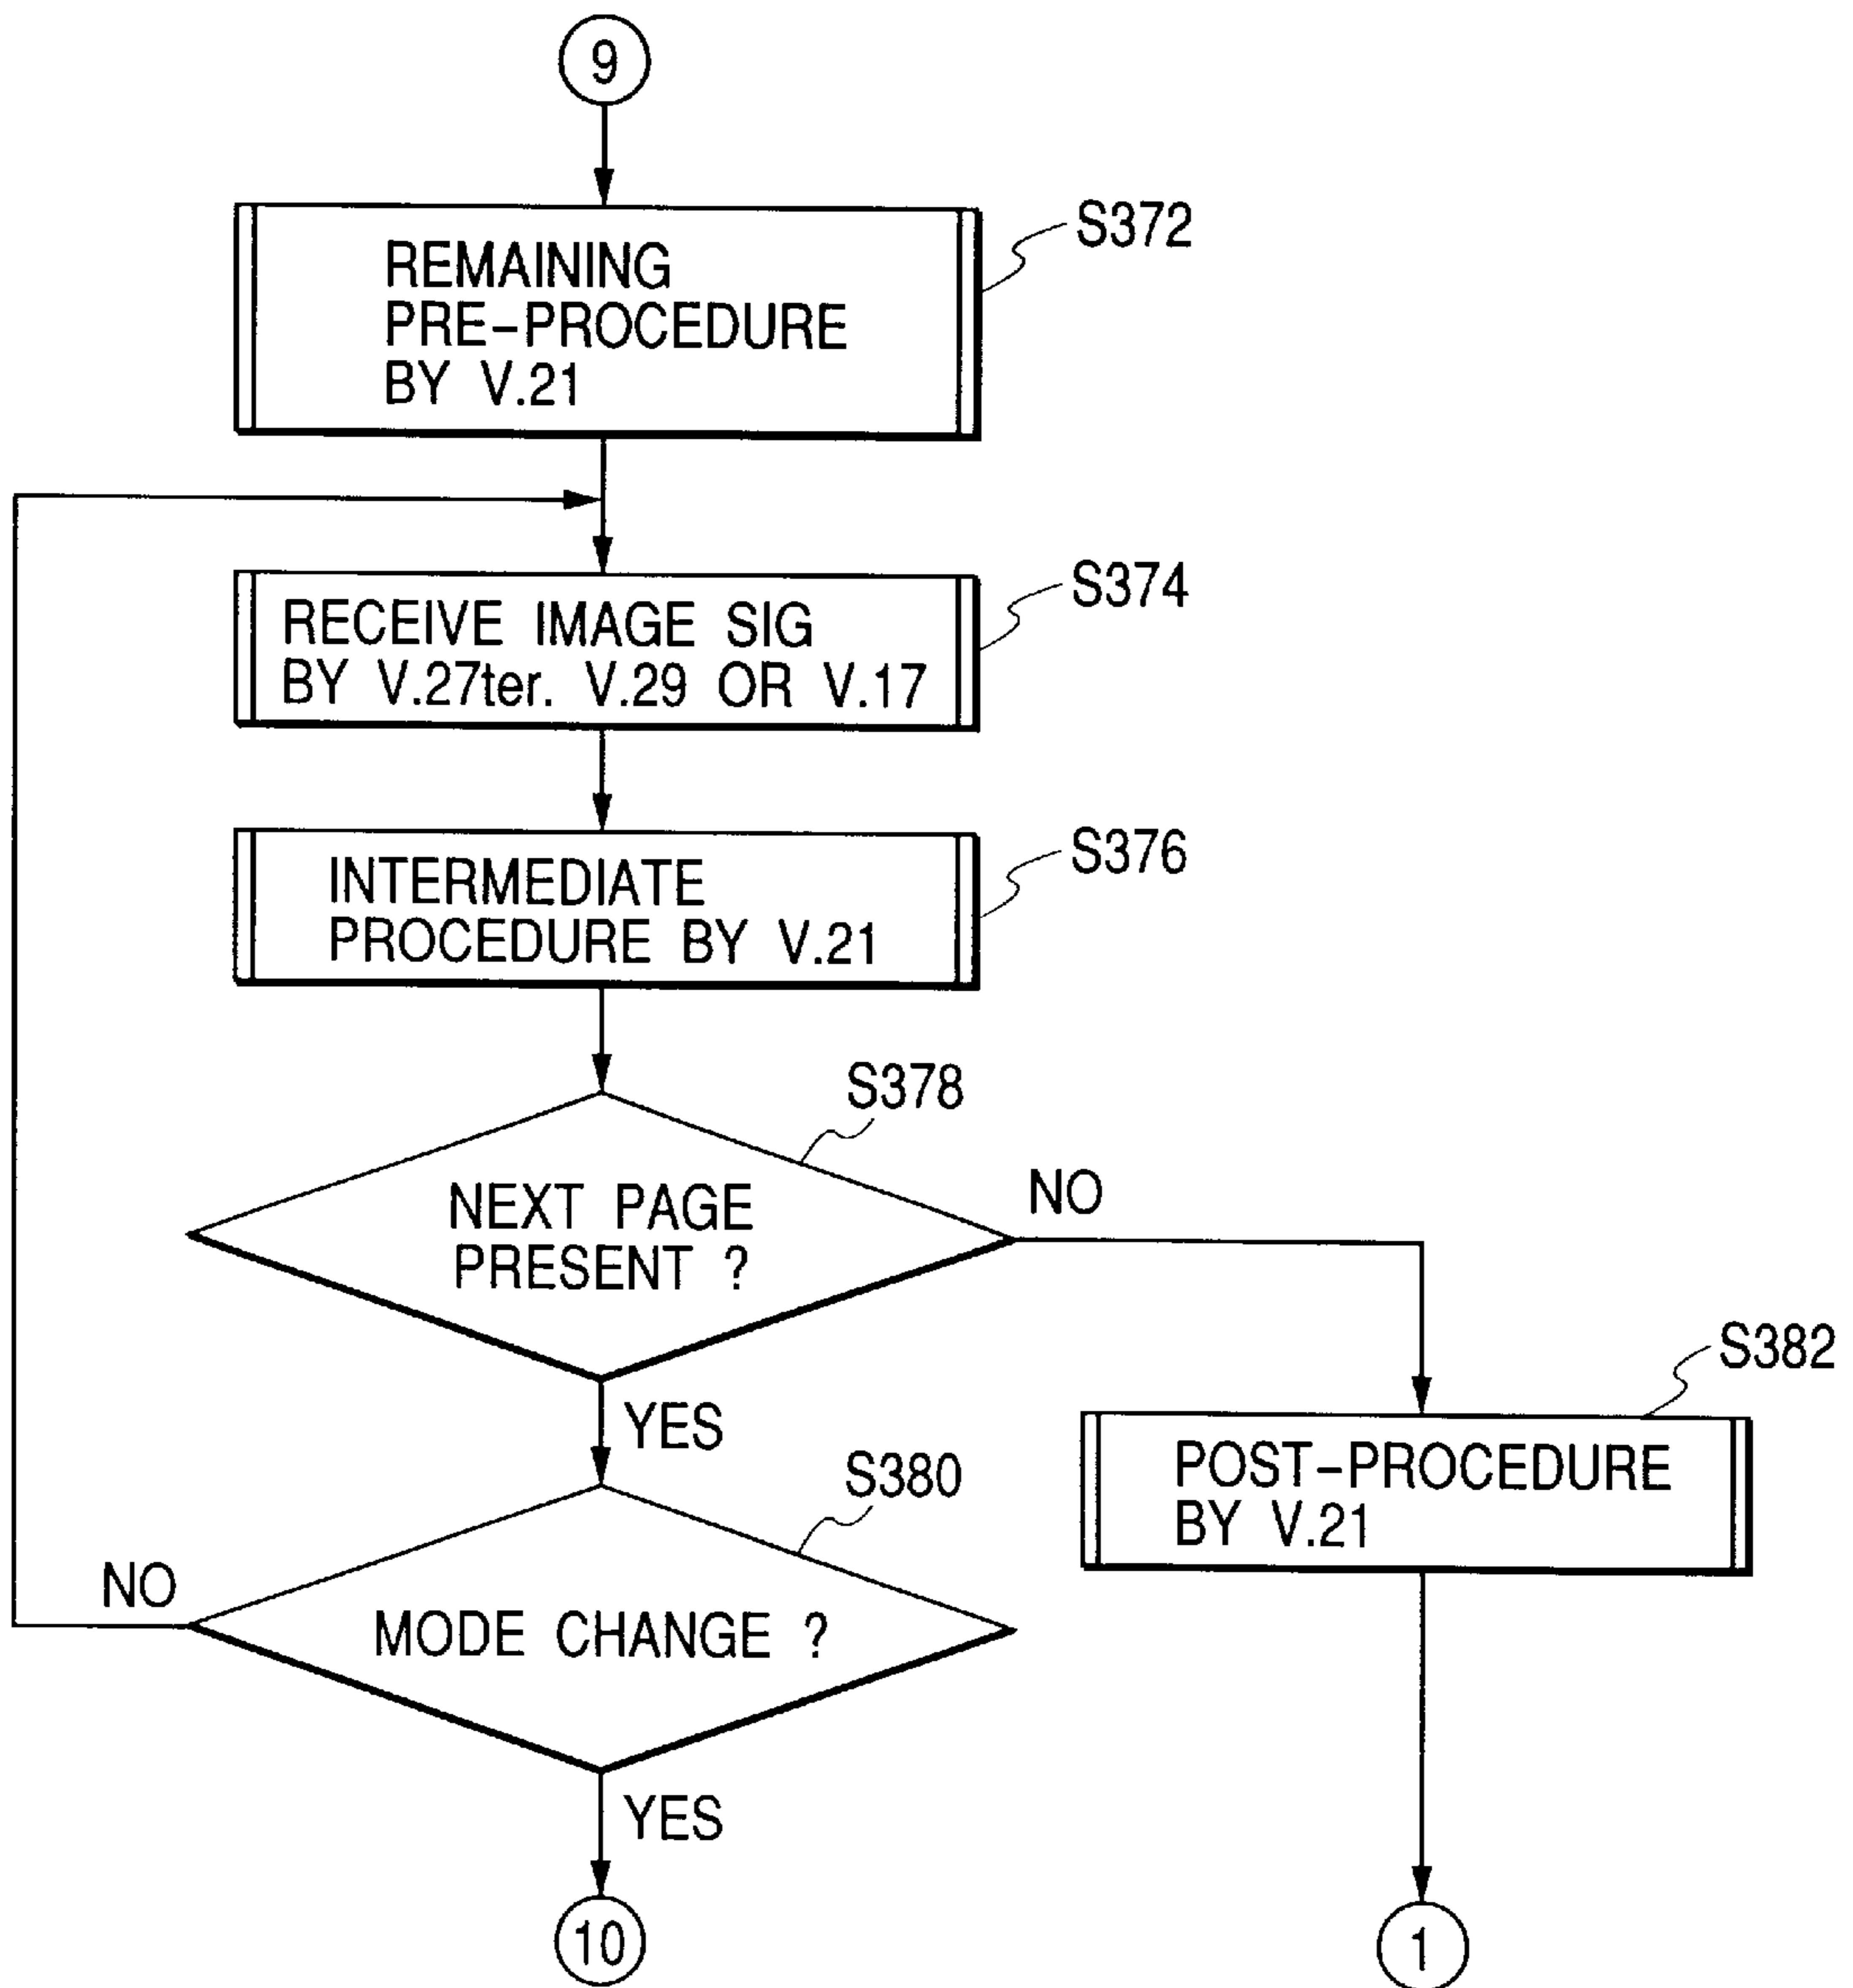 9
REMAINING
PRE-PROCEDURE
BY V.21
S372
RECEIVE IMAGE SIG
BY V.27ter. V.29 OR V.17
S374
INTERMEDIATE
PROCEDURE BY V.21
S376
S378
NEXT PAGE
PRESENT ?
NO
YES
S382
POST-PROCEDURE
BY V.21
S380
MODE CHANGE ?
NO
YES
10
1